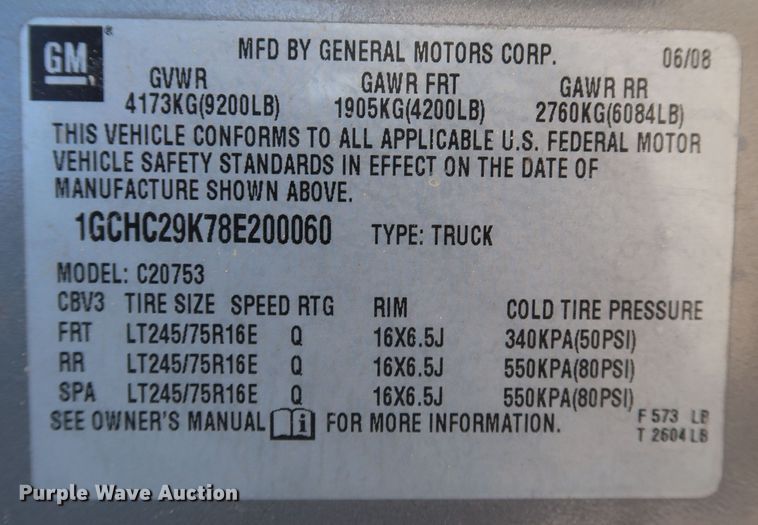 GM® MFD BY GENERAL MOTORS CORP. 06/08
GVWR GAWR FRT GAWR RR
4173KG(9200LB) 1905KG(4200LB) 2760KG(6084LB)
THIS VEHICLE CONFORMS TO ALL APPLICABLE U.S. FEDERAL MOTOR
VEHICLE SAFETY STANDARDS IN EFFECT ON THE DATE OF
MANUFACTURE SHOWN ABOVE.
1GCHC29K78E200060 TYPE: TRUCK
MODEL: C20753
CBV3 TIRE SIZE SPEED RTG RIM COLD TIRE PRESSURE
FRT LT245/75R16E Q 16X6.5J 340KPA(50PSI)
RR LT245/75R16E Q 16X6.5J 550KPA(80PSI)
SPA LT245/75R16E Q 16X6.5J 550KPA(80PSI)
SEE OWNER'S MANUAL i FOR MORE INFORMATION. F 573 LB
T 2604 LB
Purple Wave Auction